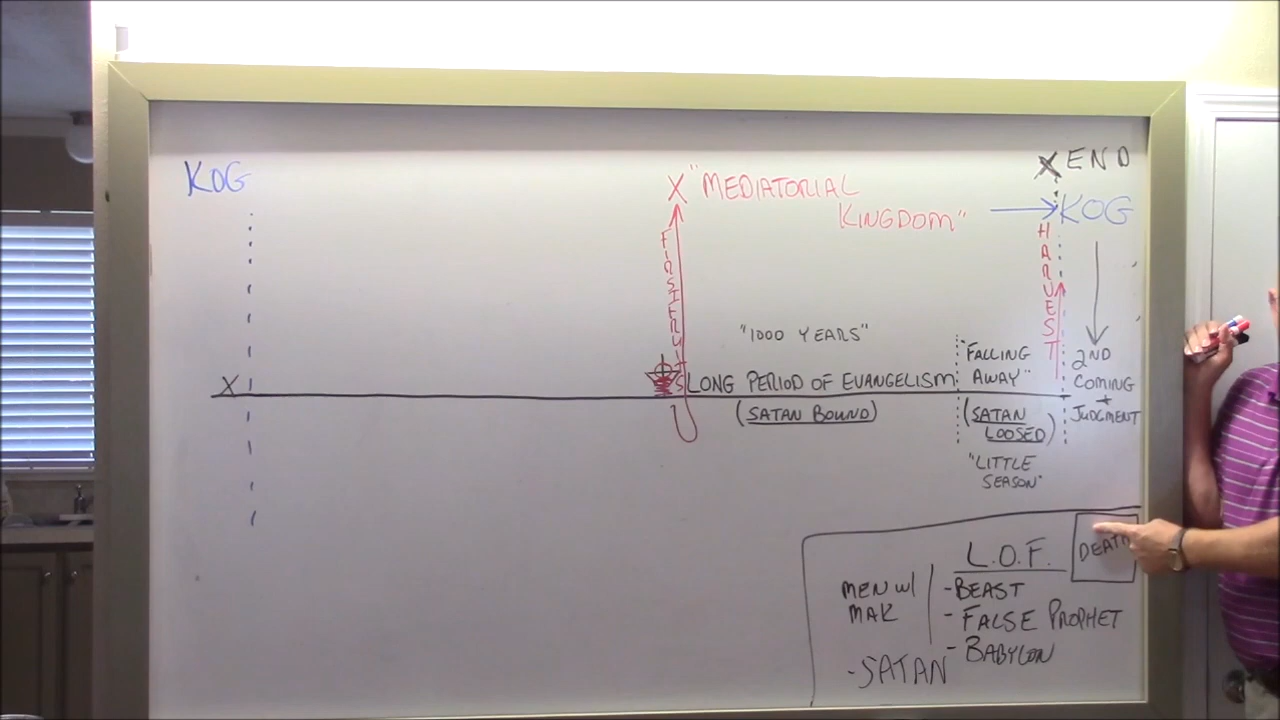 KOG
X "MEDIATORIAL
KINGDOM"
X END
KOG
FIRSTFRUITS
HARVEST
"1000 YEARS"
X
LONG PERIOD OF EVANGELISM
(SATAN BOUND)
"FALLING
AWAY"
(SATAN
LOOSED)
"LITTLE
SEASON"
2ND
COMING
+
JUDGMENT
L.O.F.
DEATH
MEN W/
MAK
-BEAST
- FALSE PROPHET
- BABYLON
-SATAN